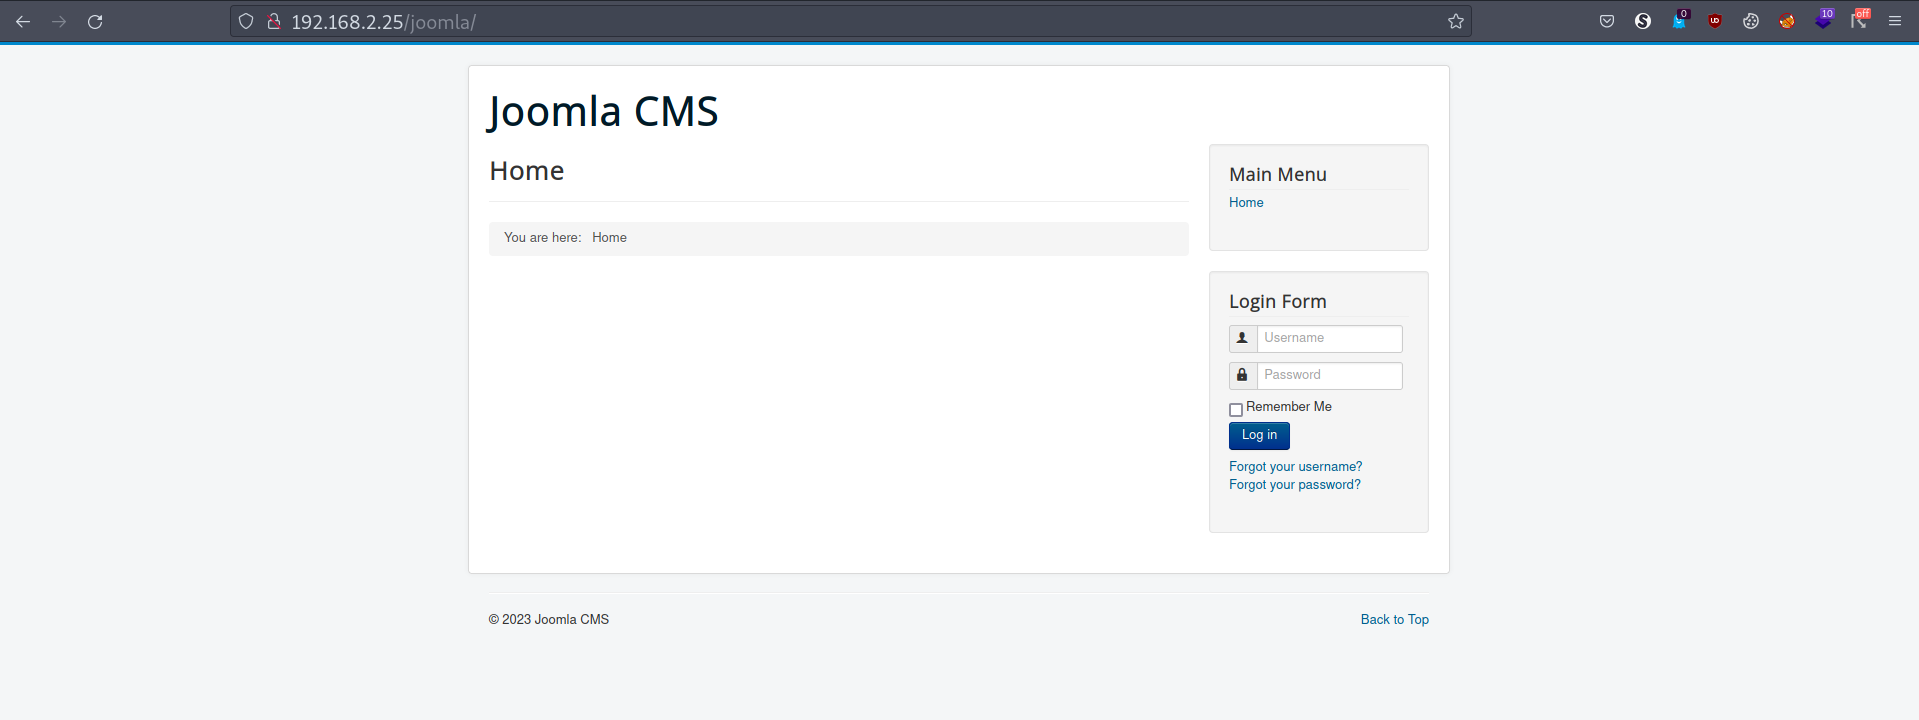 192.168.2.25/joomla/
0
UD
10
off
Joomla CMS
Home
You are here: Home
Main Menu
Home
Login Form
Username
Password
Remember Me
Log in
Forgot your username?
Forgot your password?
© 2023 Joomla CMS
Back to Top